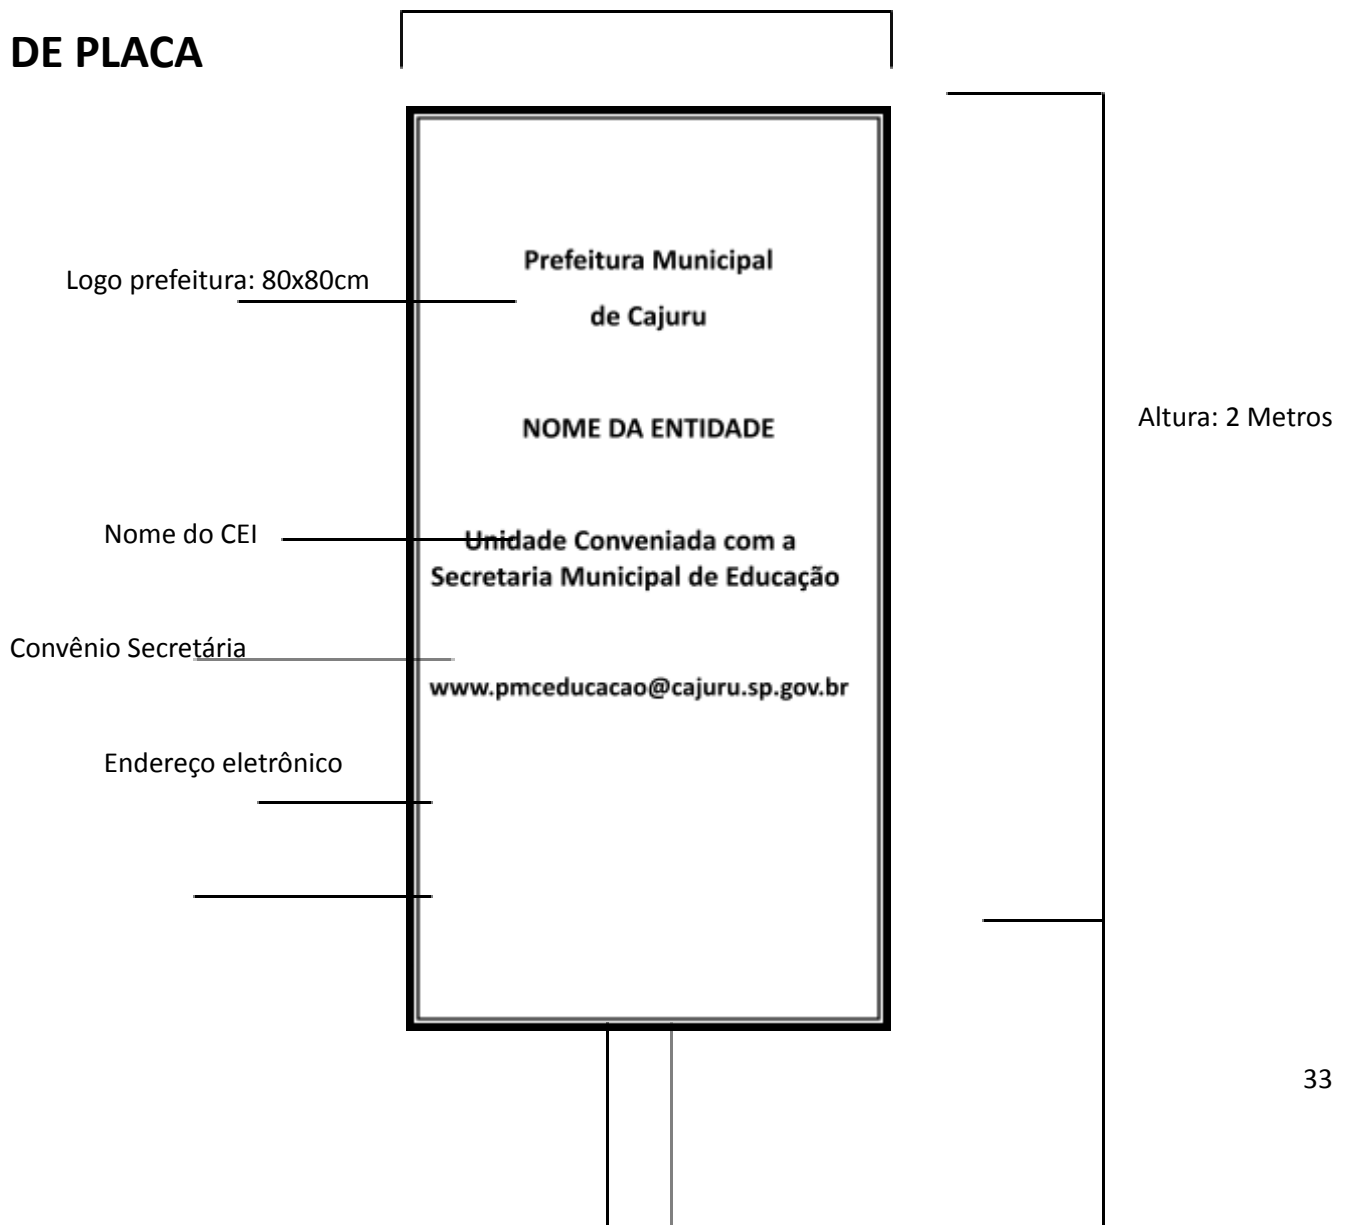 DE PLACA
Logo prefeitura: 80x80cm
Prefeitura Municipal
de Cajuru
NOME DA ENTIDADE
Altura: 2 Metros
Nome do CEI
Unidade Conveniada com a
Secretaria Municipal de Educação
Convênio Secretária
www.pmceducacao@cajuru.sp.gov.br
Endereço eletrônico
33